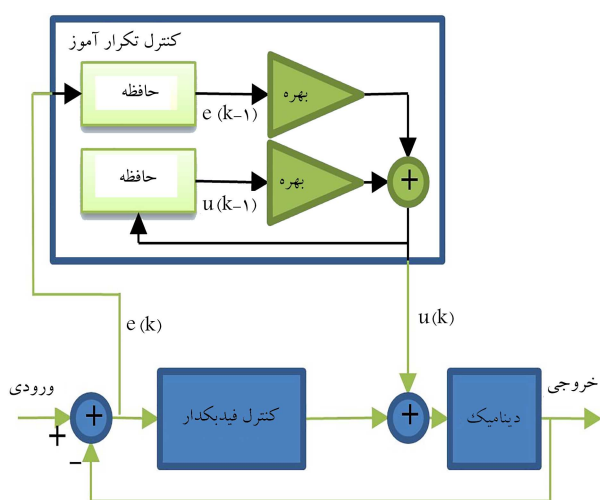 کنترل تکرار آموز
حافظه
e (k-۱)
بهره
حافظه
u(k-۱)
بهره
+
e (k)
u(k)
ورودی
+
+
−
کنترل فیدبکدار
+
دینامیک
خروجی